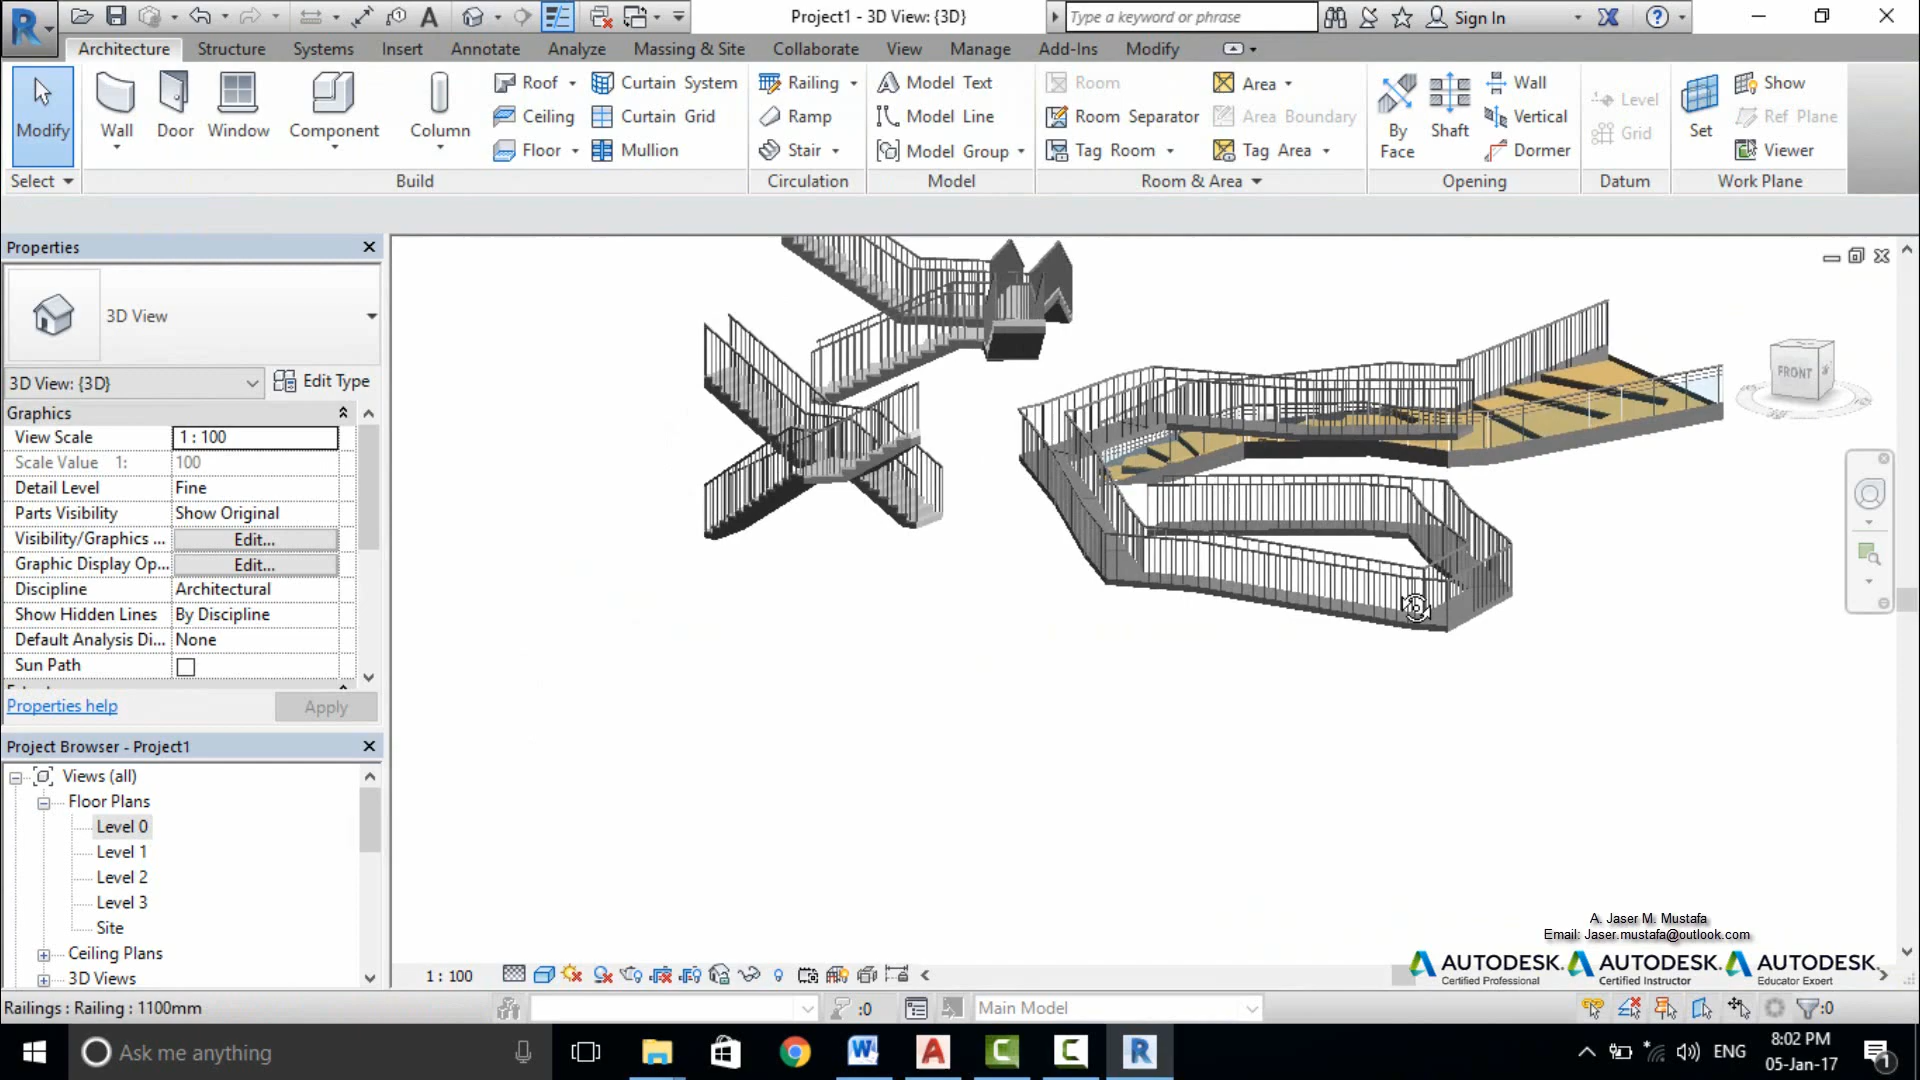 Project1 - 3D View: {3D}
Type a keyword or phrase
Sign In
Architecture Structure Systems Insert Annotate Analyze Massing & Site Collaborate View Manage Add-Ins Modify
Modify
Wall
Door
Window
Component
Column
Roof
Ceiling
Floor
Curtain System
Curtain Grid
Mullion
Railing
Ramp
Stair
Model Text
Model Line
Model Group
Room
Room Separator
Tag Room
Area
Area Boundary
Tag Area
By
Face
Shaft
Wall
Vertical
Dormer
Level
Grid
Set
Show
Ref Plane
Viewer
Select
Build
Circulation
Model
Room & Area
Opening
Datum
Work Plane
Properties
3D View
3D View: {3D}
Edit Type
Graphics
View Scale 1 : 100
Scale Value 1: 100
Detail Level Fine
Parts Visibility Show Original
Visibility/Graphics ... Edit...
Graphic Display Op... Edit...
Discipline Architectural
Show Hidden Lines By Discipline
Default Analysis Di... None
Sun Path
Properties help
Apply
Project Browser - Project1
Views (all)
Floor Plans
Level 0
Level 1
Level 2
Level 3
Site
Ceiling Plans
3D Views
FRONT
A. Jaser M. Mustafa
Email: Jaser.mustafa@outlook.com
AUTODESK.
Certified Professional
AUTODESK.
Certified Instructor
AUTODESK.
Educator Expert
1 : 100
Railings : Railing : 1100mm
:0
Main Model
:0
Ask me anything
ENG
8:02 PM
05-Jan-17
1